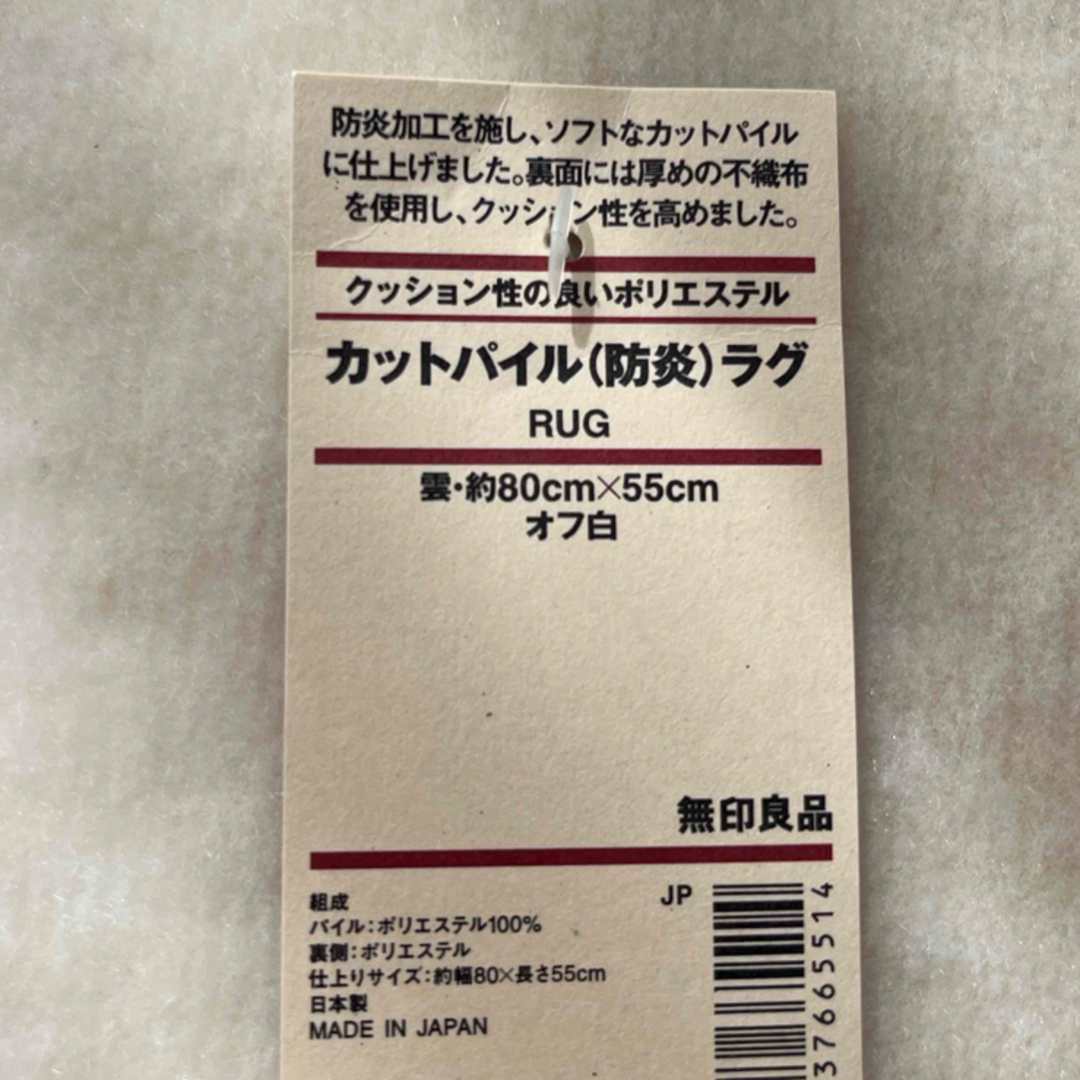 防炎加工を施し、ソフトなカットパイル
に仕上げました。裏面には厚めの不織布
を使用し、クッション性を高めました。
クッション性の良いポリエステル
カットパイル(防炎)ラグ
RUG
雲・約80cm×55cm
オフ白
無印良品
組成
パイル:ポリエステル100%
裏側:ポリエステル
仕上りサイズ:約幅80×長さ55cm
日本製
MADE IN JAPAN
JP
37665514